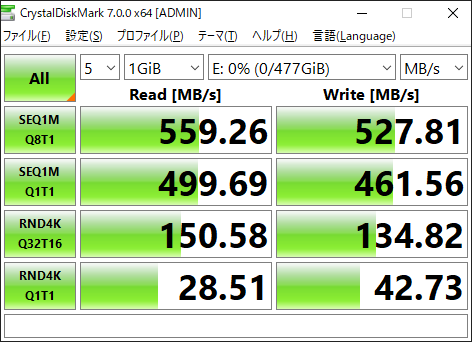 CrystalDiskMark 7.0.0 x64 [ADMIN]
ファイル(F) 設定(S) プロファイル(P) テーマ(T) ヘルプ(H) 言語(Language)
All 5 1GiB E: 0% (0/477GiB) MB/s
Read [MB/s] Write [MB/s]
SEQ1M
Q8T1
559.26 527.81
SEQ1M
Q1T1
499.69 461.56
RND4K
Q32T16
150.58 134.82
RND4K
Q1T1
28.51 42.73